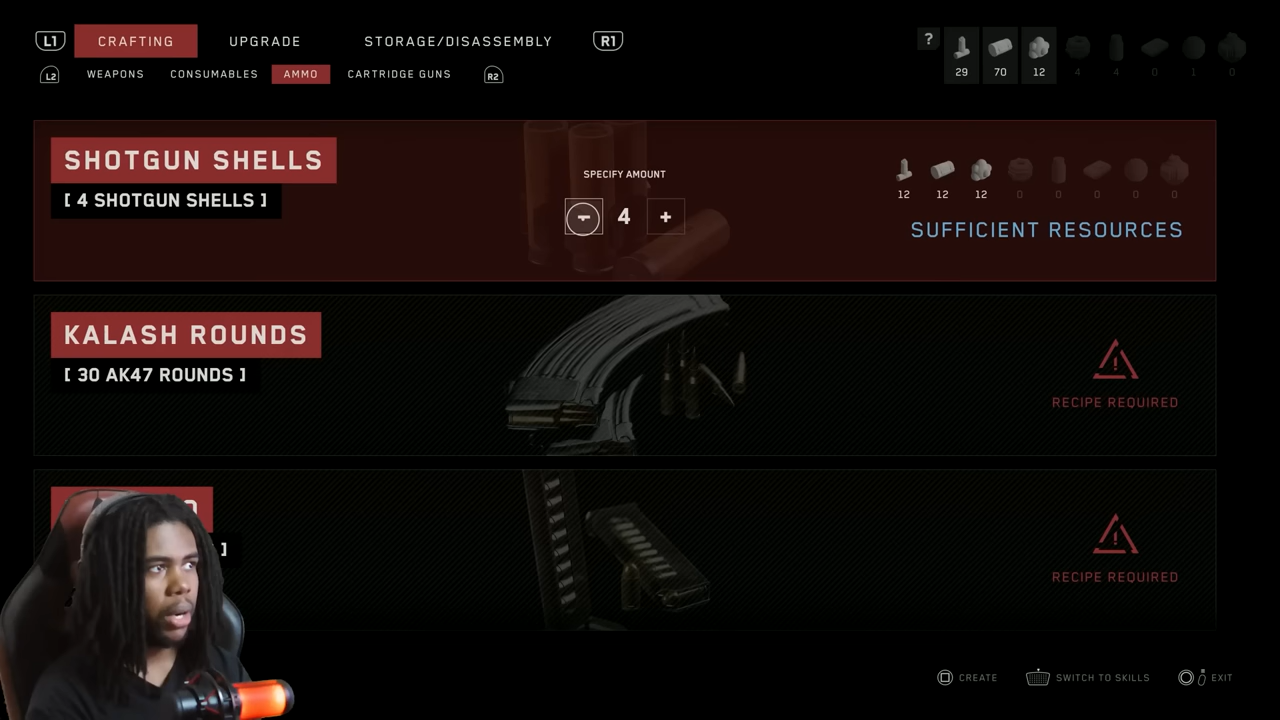 L1 CRAFTING UPGRADE STORAGE/DISASSEMBLY R1
L2 WEAPONS CONSUMABLES AMMO CARTRIDGE GUNS R2
?
29 70 12 4 4 0 1 0
SHOTGUN SHELLS
[ 4 SHOTGUN SHELLS ]
SPECIFY AMOUNT
- 4 +
12 12 12 0 0 0 0 0
SUFFICIENT RESOURCES
KALASH ROUNDS
[ 30 AK47 ROUNDS ]
RECIPE REQUIRED
]
RECIPE REQUIRED
CREATE SWITCH TO SKILLS EXIT